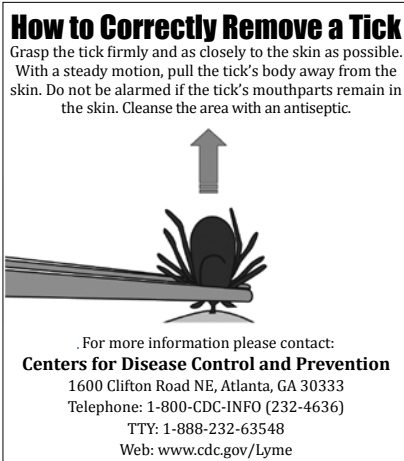 How to Correctly Remove a Tick
Grasp the tick firmly and as closely to the skin as possible.
With a steady motion, pull the tick’s body away from the
skin. Do not be alarmed if the tick’s mouthparts remain in
the skin. Cleanse the area with an antiseptic.
. For more information please contact:
Centers for Disease Control and Prevention
1600 Clifton Road NE, Atlanta, GA 30333
Telephone: 1-800-CDC-INFO (232-4636)
TTY: 1-888-232-63548
Web: www.cdc.gov/Lyme